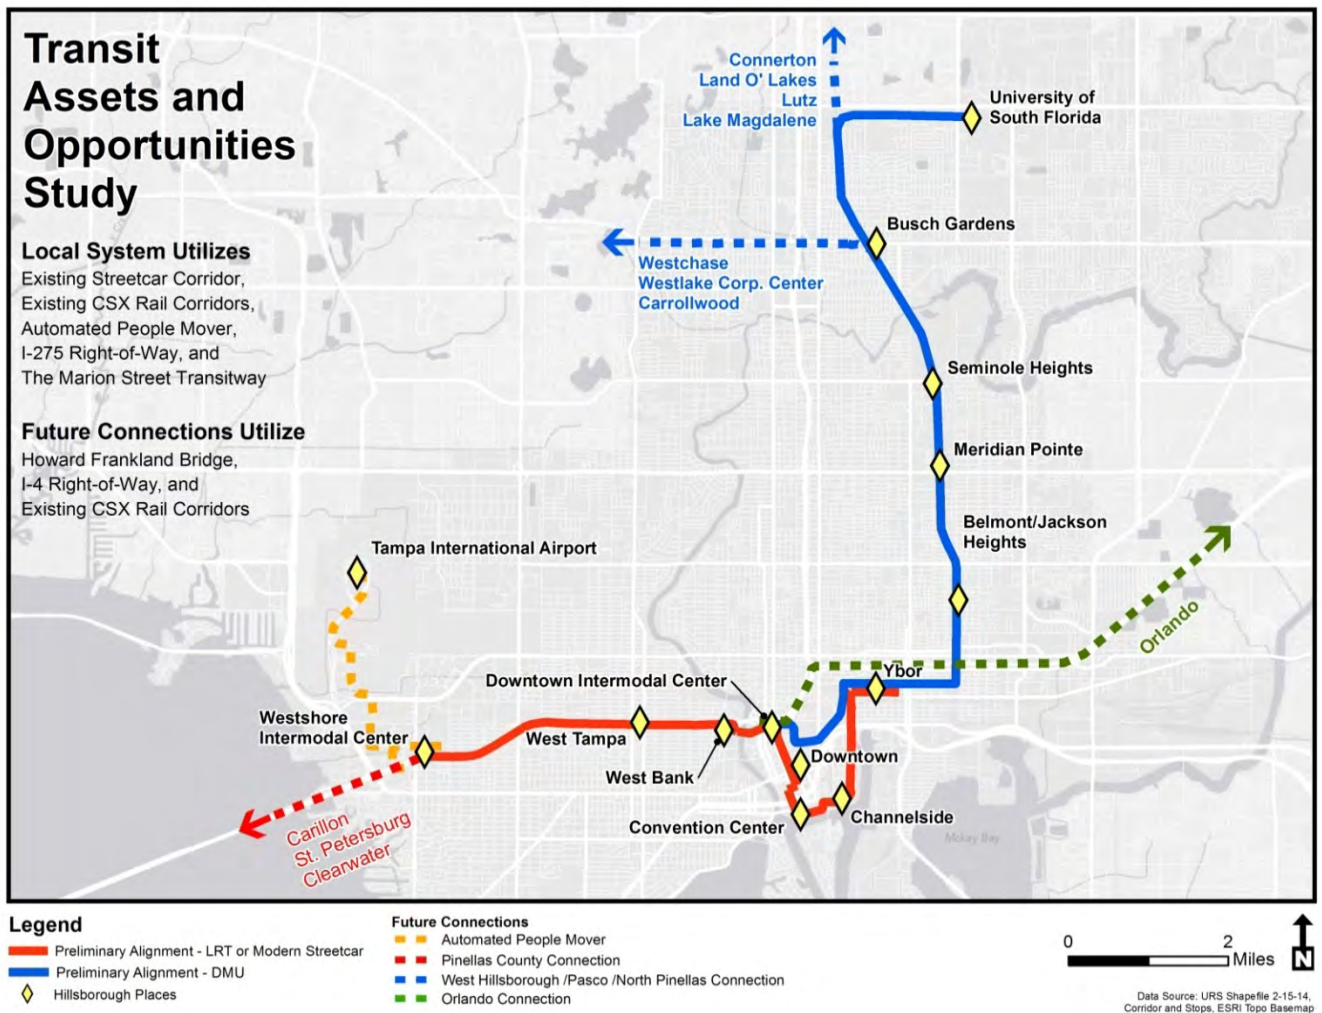 Transit
Assets and
Opportunities
Study
Local System Utilizes
Existing Streetcar Corridor,
Existing CSX Rail Corridors,
Automated People Mover,
I-275 Right-of-Way, and
The Marion Street Transitway
Future Connections Utilize
Howard Frankland Bridge,
I-4 Right-of-Way, and
Existing CSX Rail Corridors
Connerton
Land O' Lakes
Lutz
Lake Magdalene
University of
South Florida
Busch Gardens
Westchase
Westlake Corp. Center
Carrollwood
Seminole Heights
Meridian Pointe
Belmont/Jackson
Heights
Tampa International Airport
Orlando
Ybor
Downtown Intermodal Center
Westshore
Intermodal Center
West Tampa
West Bank
Downtown
Convention Center
Channelside
Mckay Bay
Carillon
St. Petersburg
Clearwater
Legend
Preliminary Alignment - LRT or Modern Streetcar
Preliminary Alignment - DMU
Hillsborough Places
Future Connections
Automated People Mover
Pinellas County Connection
West Hillsborough /Pasco /North Pinellas Connection
Orlando Connection
0 2
Miles
N
Data Source: URS Shapefile 2-15-14,
Corridor and Stops, ESRI Topo Basemap